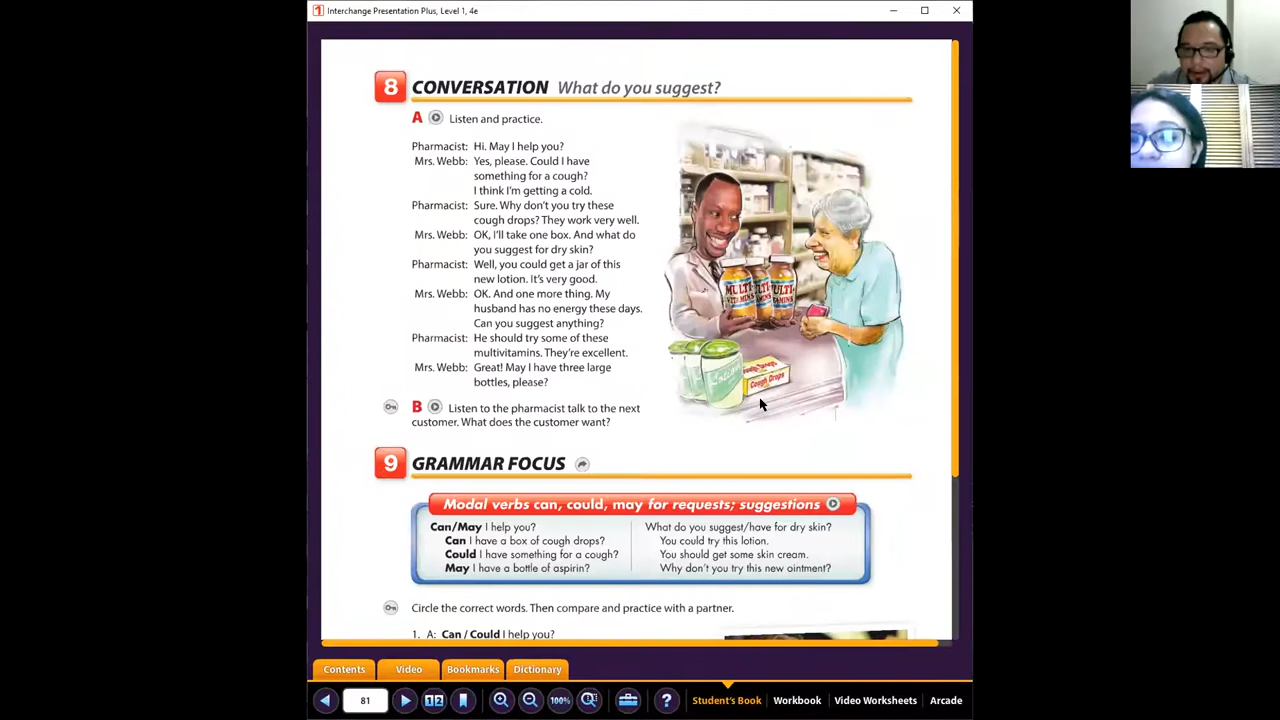 Interchange Presentation Plus, Level 1, 4e
8 CONVERSATION What do you suggest?
A Listen and practice.
Pharmacist: Hi. May I help you?
Mrs. Webb: Yes, please. Could I have
something for a cough?
I think I'm getting a cold.
Pharmacist: Sure. Why don't you try these
cough drops? They work very well.
Mrs. Webb: OK, I'll take one box. And what do
you suggest for dry skin?
Pharmacist: Well, you could get a jar of this
new lotion. It's very good.
Mrs. Webb: OK. And one more thing. My
husband has no energy these days.
Can you suggest anything?
Pharmacist: He should try some of these
multivitamins. They're excellent.
Mrs. Webb: Great! May I have three large
bottles, please?
MULTI
VITAMINS
MULTI
Lotion
Cough Drops
B Listen to the pharmacist talk to the next
customer. What does the customer want?
9 GRAMMAR FOCUS
Modal verbs can, could, may for requests; suggestions
Can/May I help you?
Can I have a box of cough drops?
Could I have something for a cough?
May I have a bottle of aspirin?
What do you suggest/have for dry skin?
You could try this lotion.
You should get some skin cream.
Why don't you try this new ointment?
Circle the correct words. Then compare and practice with a partner.
1. A: Can / Could I help you?
Contents Video Bookmarks Dictionary
81 12 100% ? Student's Book Workbook Video Worksheets Arcade